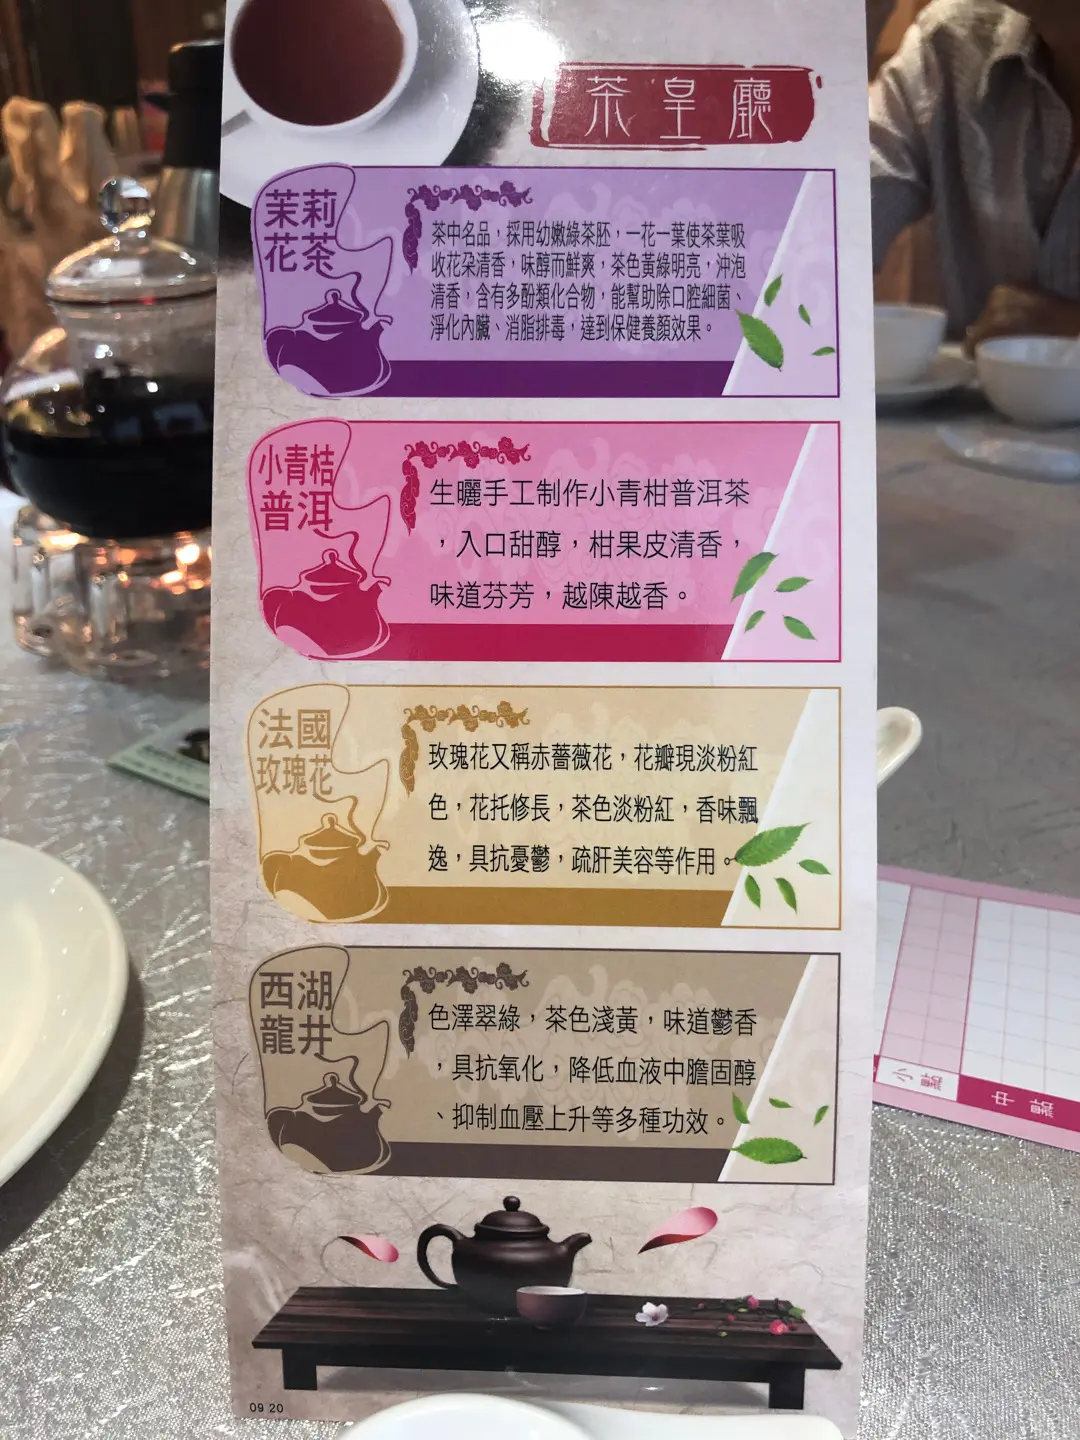 茶皇廳
茉莉
花茶
茶中名品，採用幼嫩綠茶胚，一花一葉使茶葉吸
收花朵清香，味醇而鮮爽，茶色黃綠明亮，沖泡
清香，含有多酚類化合物，能幫助除口腔細菌、
淨化內臟、消脂排毒，達到保健養顏效果。
小青桔
普洱
生曬手工制作小青柑普洱茶
，入口甜醇，柑果皮清香，
味道芬芳，越陳越香。
法國
玫瑰花
玫瑰花又稱赤薔薇花，花瓣現淡粉紅
色，花托修長，茶色淡粉紅，香味飄
逸，具抗憂鬱，疏肝美容等作用。
西湖
龍井
色澤翠綠，茶色淺黃，味道鬱香
，具抗氧化，降低血液中膽固醇
、抑制血壓上升等多種功效。
09 20
小點
中點